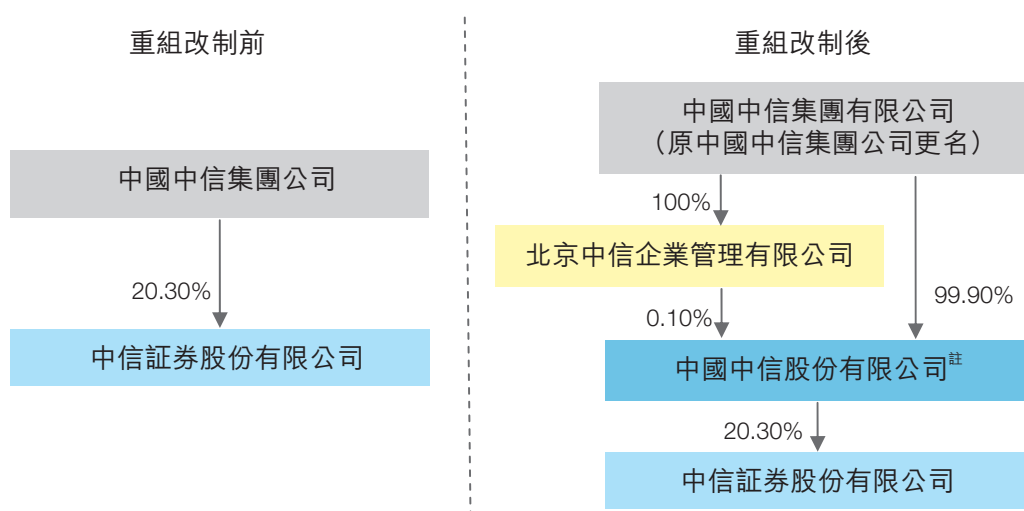 重組改制前
中國中信集團公司
20.30%
中信証券股份有限公司
重組改制後
中國中信集團有限公司
（原中國中信集團公司更名）
100%
北京中信企業管理有限公司
0.10%
99.90%
中國中信股份有限公司註
20.30%
中信証券股份有限公司